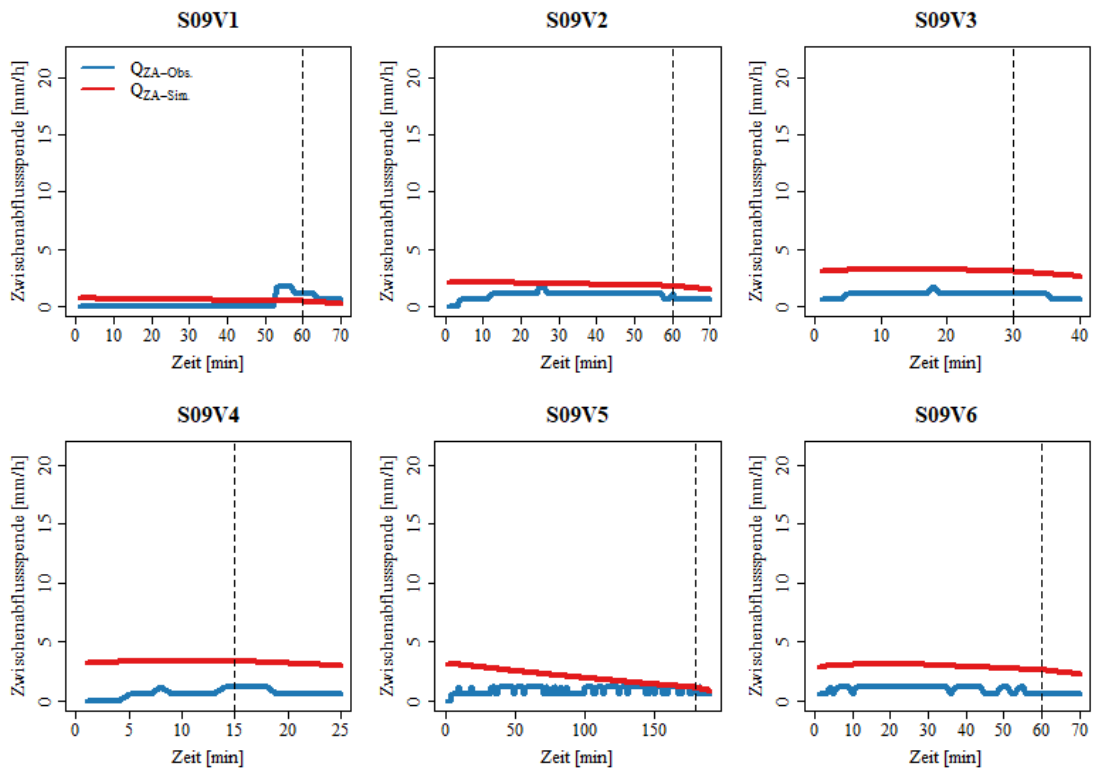 S09V1
Zwischenabflussspende [mm/h]
20
15
10
5
0
Q_ZA–Obs.
Q_ZA–Sim.
0 10 20 30 40 50 60 70
Zeit [min]
S09V2
Zwischenabflussspende [mm/h]
20
15
10
5
0
0 10 20 30 40 50 60 70
Zeit [min]
S09V3
Zwischenabflussspende [mm/h]
20
15
10
5
0
0 10 20 30 40
Zeit [min]
S09V4
Zwischenabflussspende [mm/h]
20
15
10
5
0
0 5 10 15 20 25
Zeit [min]
S09V5
Zwischenabflussspende [mm/h]
20
15
10
5
0
0 50 100 150
Zeit [min]
S09V6
Zwischenabflussspende [mm/h]
20
15
10
5
0
0 10 20 30 40 50 60 70
Zeit [min]